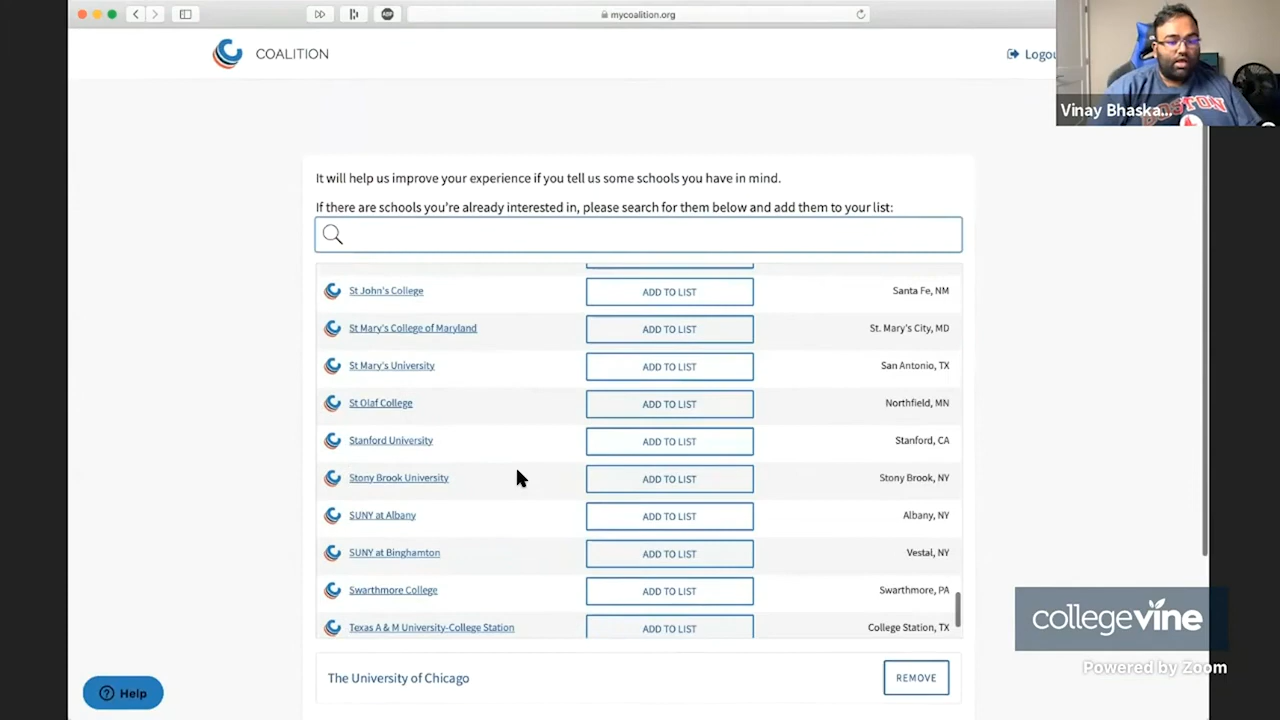 mycoalition.org
COALITION
Logou
BOSTON
Vinay Bhaska...
It will help us improve your experience if you tell us some schools you have in mind.
If there are schools you're already interested in, please search for them below and add them to your list:
St John's College ADD TO LIST Santa Fe, NM
St Mary's College of Maryland ADD TO LIST St. Mary's City, MD
St Mary's University ADD TO LIST San Antonio, TX
St Olaf College ADD TO LIST Northfield, MN
Stanford University ADD TO LIST Stanford, CA
Stony Brook University ADD TO LIST Stony Brook, NY
SUNY at Albany ADD TO LIST Albany, NY
SUNY at Binghamton ADD TO LIST Vestal, NY
Swarthmore College ADD TO LIST Swarthmore, PA
Texas A & M University-College Station ADD TO LIST College Station, TX
collegevine
Powered by Zoom
The University of Chicago REMOVE
? Help